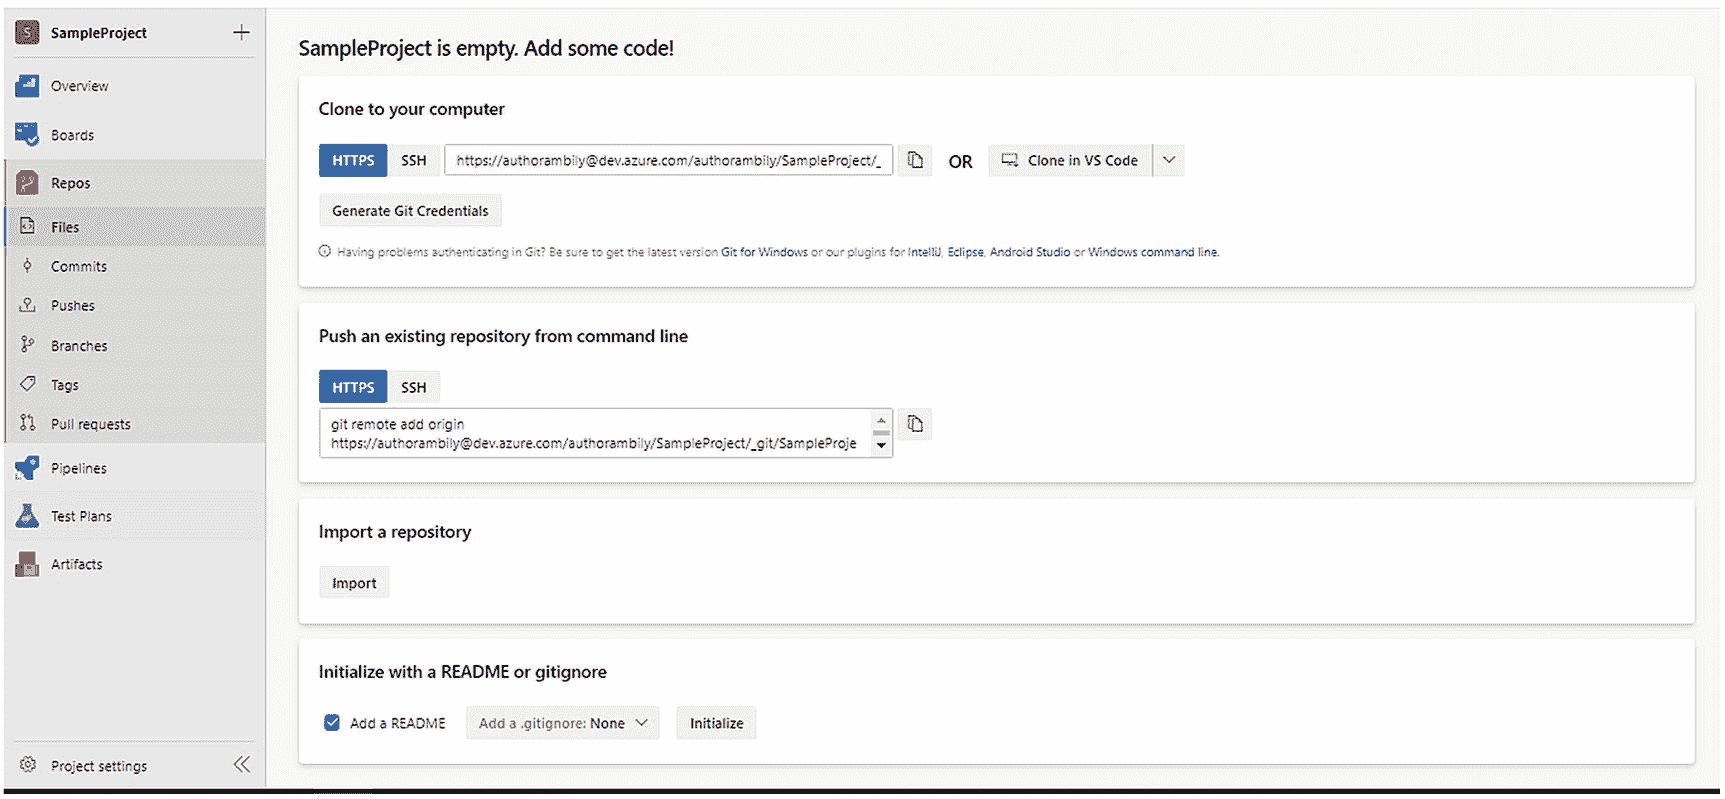 S SampleProject
Overview
Boards
Repos
Files
Commits
Pushes
Branches
Tags
Pull requests
Pipelines
Test Plans
Artifacts
Project settings
SampleProject is empty. Add some code!
Clone to your computer
HTTPS SSH https://authorambily@dev.azure.com/authorambily/SampleProject/_ OR Clone in VS Code
Generate Git Credentials
Having problems authenticating in Git? Be sure to get the latest version Git for Windows or our plugins for IntelliJ, Eclipse, Android Studio or Windows command line.
Push an existing repository from command line
HTTPS SSH
git remote add origin
https://authorambily@dev.azure.com/authorambily/SampleProject/_git/SampleProje
Import a repository
Import
Initialize with a README or gitignore
Add a README Add a .gitignore: None Initialize